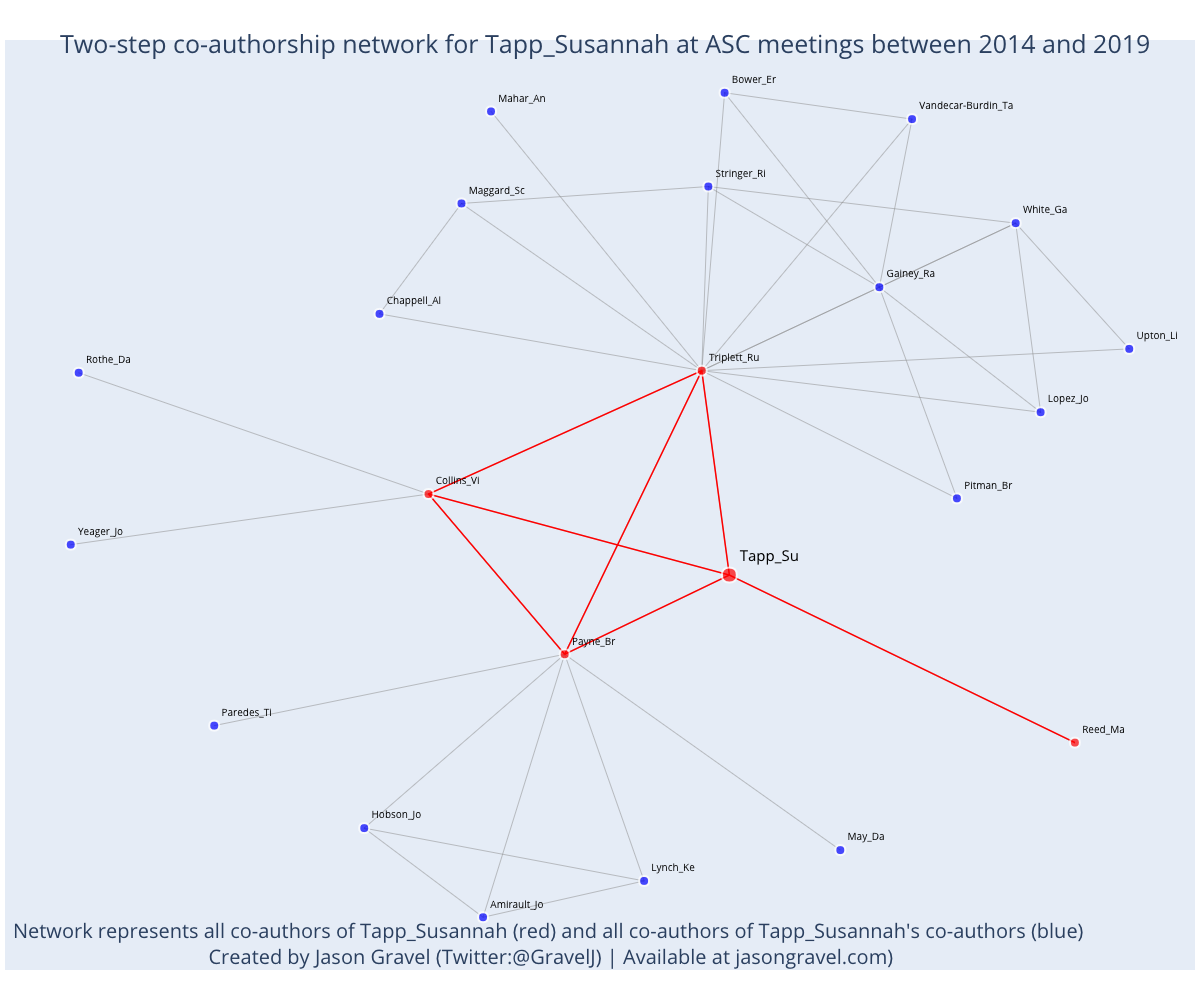 Two-step co-authorship network for Tapp_Susannah at ASC meetings between 2014 and 2019
Bower_Er
Mahar_An
Vandecar-Burdin_Ta
Stringer_Ri
Maggard_Sc
White_Ga
Gainey_Ra
Chappell_Al
Upton_Li
Triplett_Ru
Rothe_Da
Lopez_Jo
Collins_Vi
Pitman_Br
Yeager_Jo
Tapp_Su
Payne_Br
Paredes_Ti
Reed_Ma
Hobson_Jo
May_Da
Lynch_Ke
Amirault_Jo
Network represents all co-authors of Tapp_Susannah (red) and all co-authors of Tapp_Susannah's co-authors (blue)
Created by Jason Gravel (Twitter:@GravelJ) | Available at jasongravel.com)